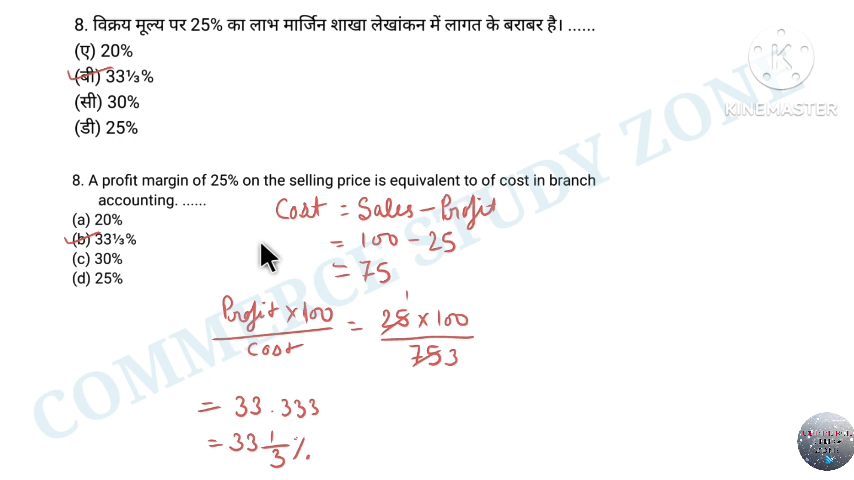 8. विक्रय मूल्य पर 25% का लाभ मार्जिन शाखा लेखांकन में लागत के बराबर है। ......
(ए) 20%
(बी) 33⅓%
(सी) 30%
(डी) 25%
KINEMASTER
COMMERCE STUDY ZONE
8. A profit margin of 25% on the selling price is equivalent to of cost in branch
accounting. ......
(a) 20%
(b) 33⅓%
(c) 30%
(d) 25%
Cost = Sales - Profit
= 100 - 25
= 75
Profit × 100 / Cost = 25 1 × 100 / 75 3
= 33.333
= 33 1/3 %